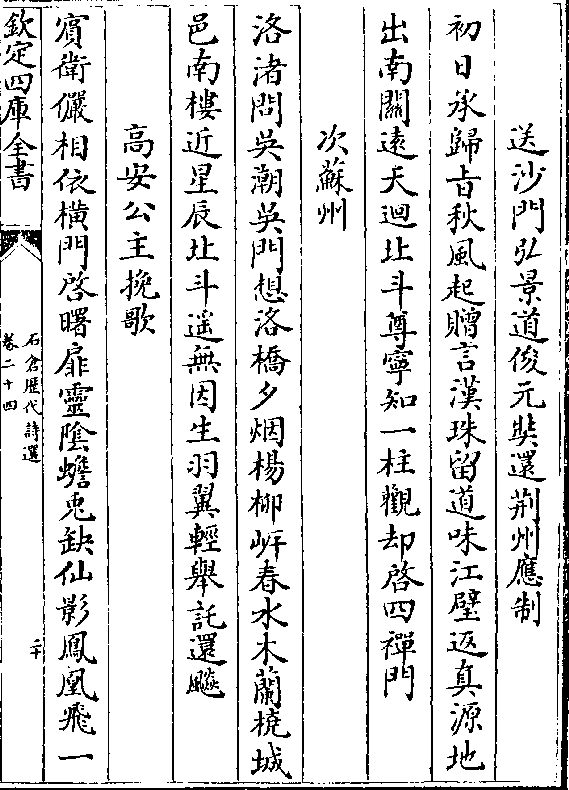 送沙門弘景道俊元奘還荆州應制
初日承歸旨秋風起贈言漢珠留道味江璧返真源地
出南關遠天迴北斗尊寧知一柱觀却啓四禪門
次蘇州
洛渚問吳潮吳門想洛橋夕烟楊柳岸春水木蘭橈城
邑南樓近星辰北斗遥無因生羽翼輕舉託還飈
高安公主挽歌
賓衛儼相依橫門啓曙扉靈陰蟾兎缺仙影鳳凰飛一
欽定四庫全書
石倉歷代詩選
卷二十四
二十